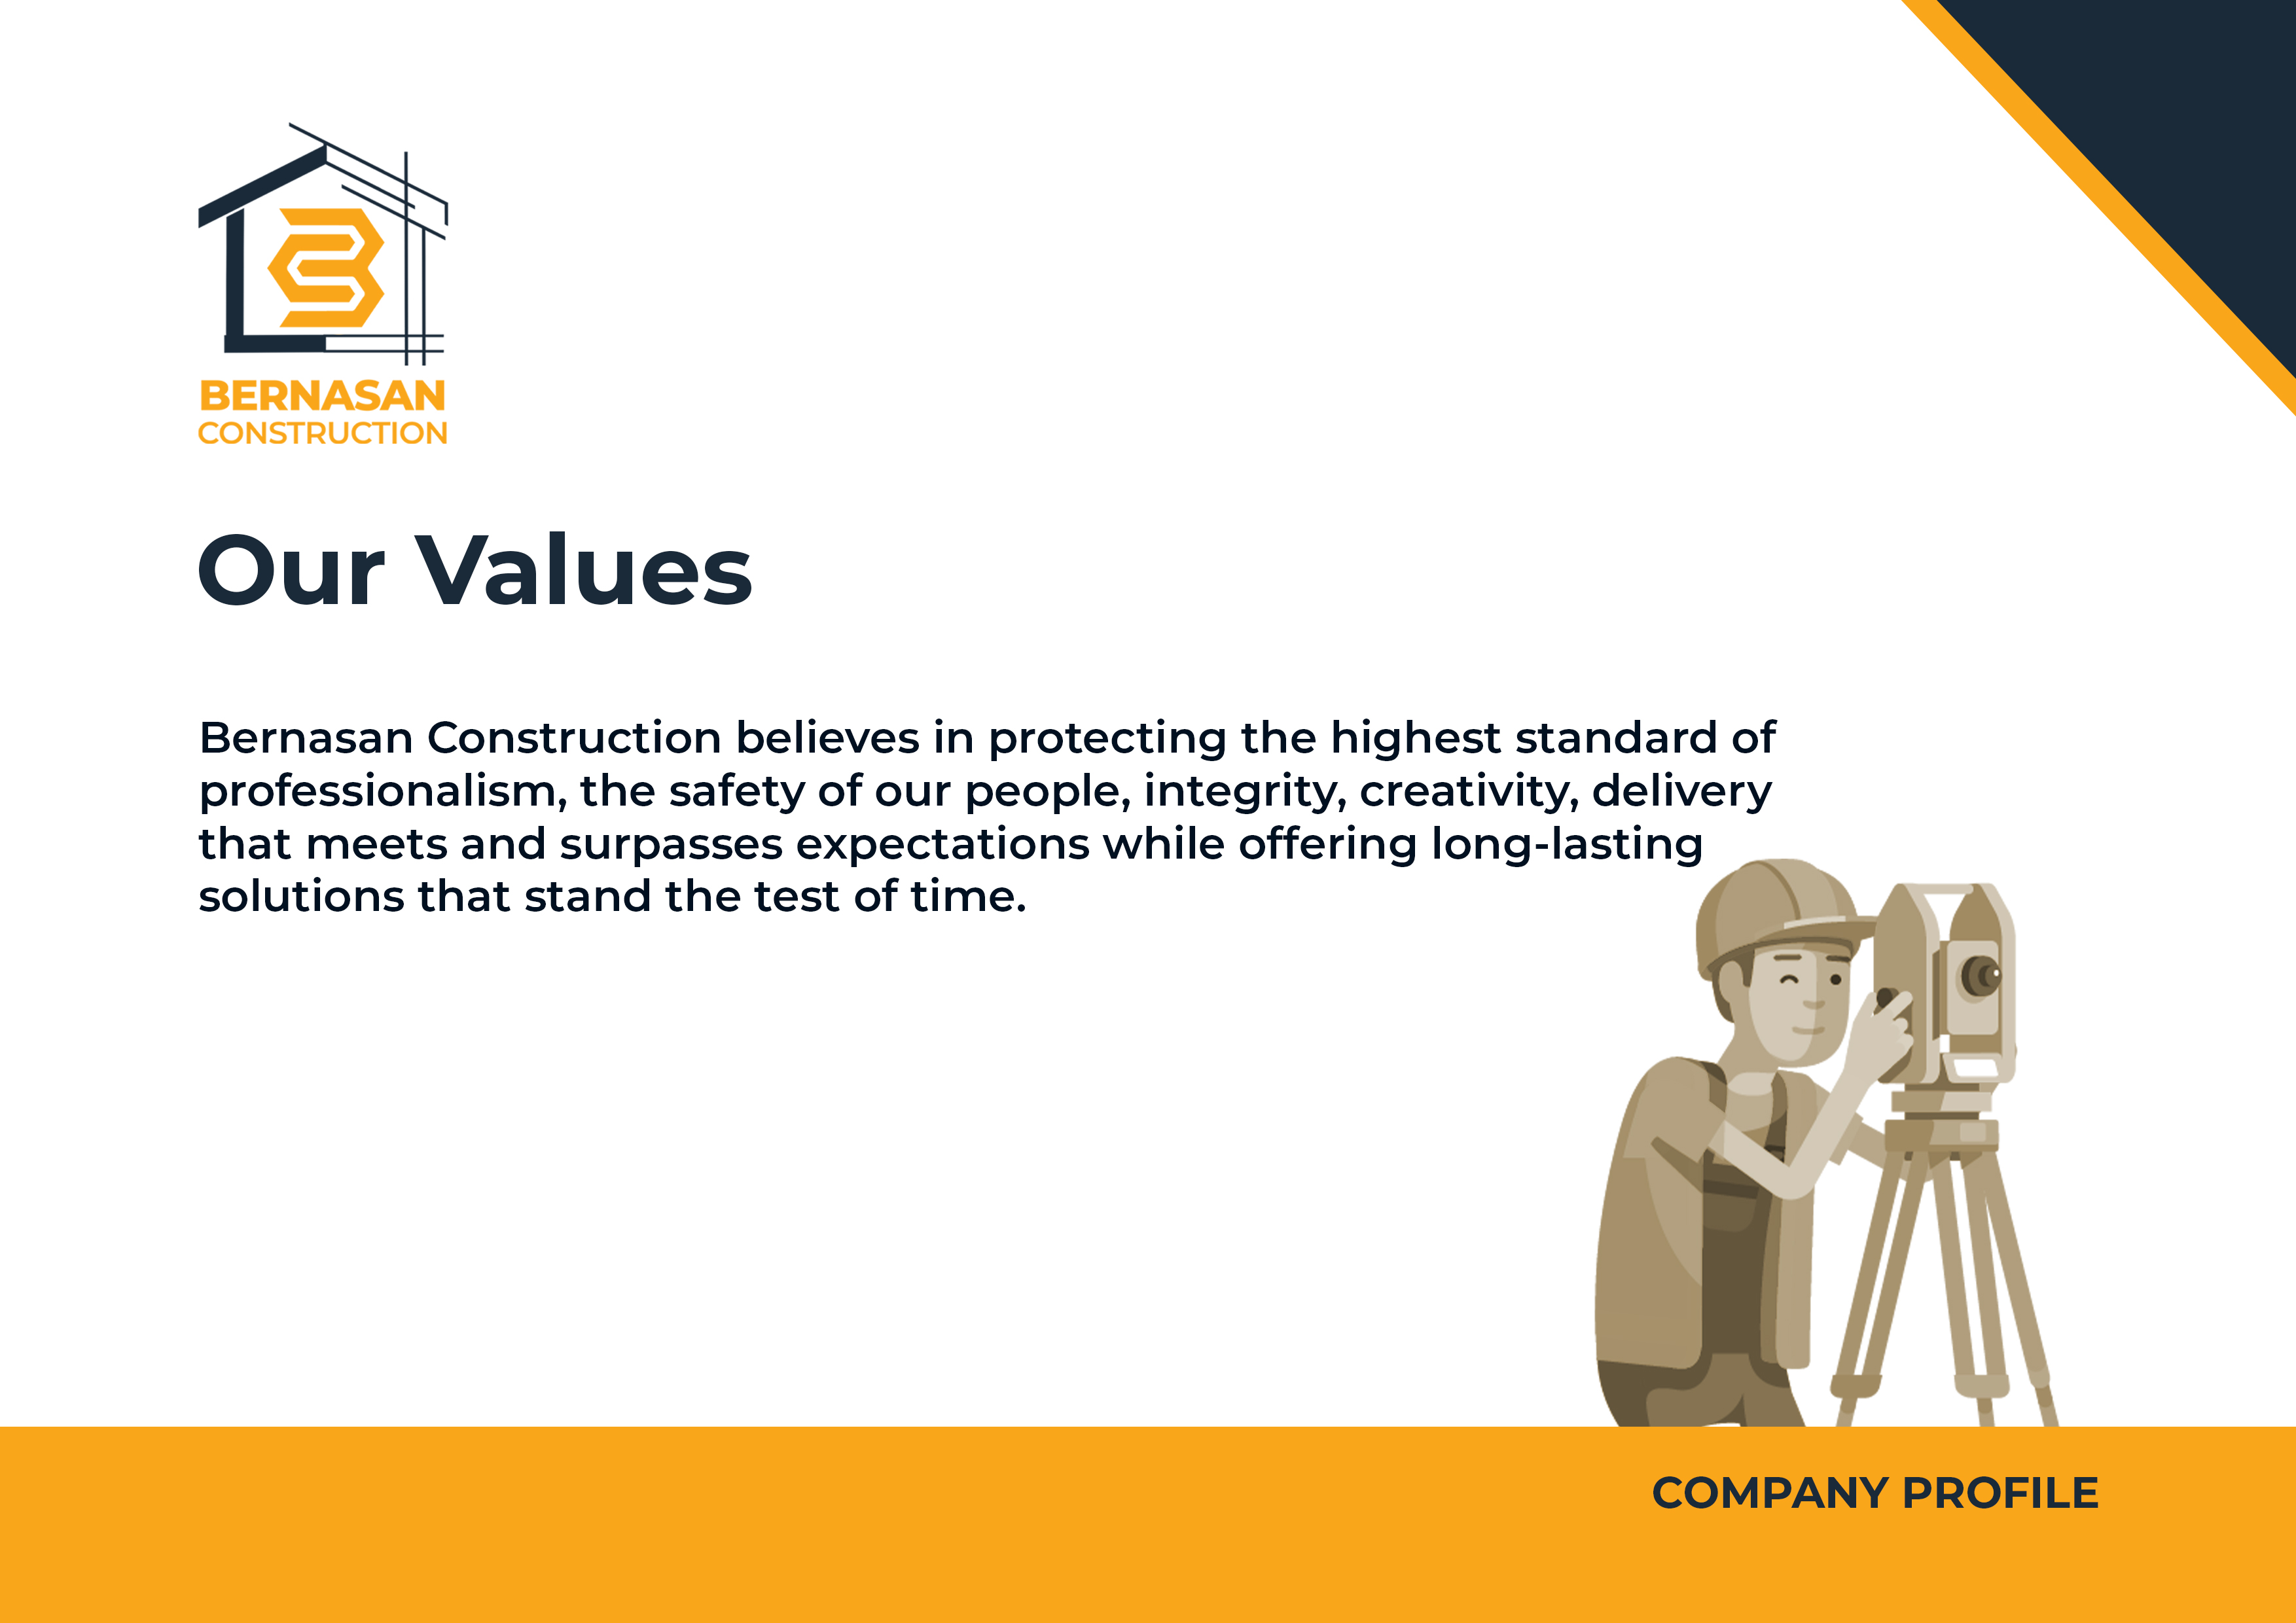 BERNASAN
CONSTRUCTION
Our Values
Bernasan Construction believes in protecting the highest standard of
professionalism, the safety of our people, integrity, creativity, delivery
that meets and surpasses expectations while offering long-lasting
solutions that stand the test of time.
COMPANY PROFILE